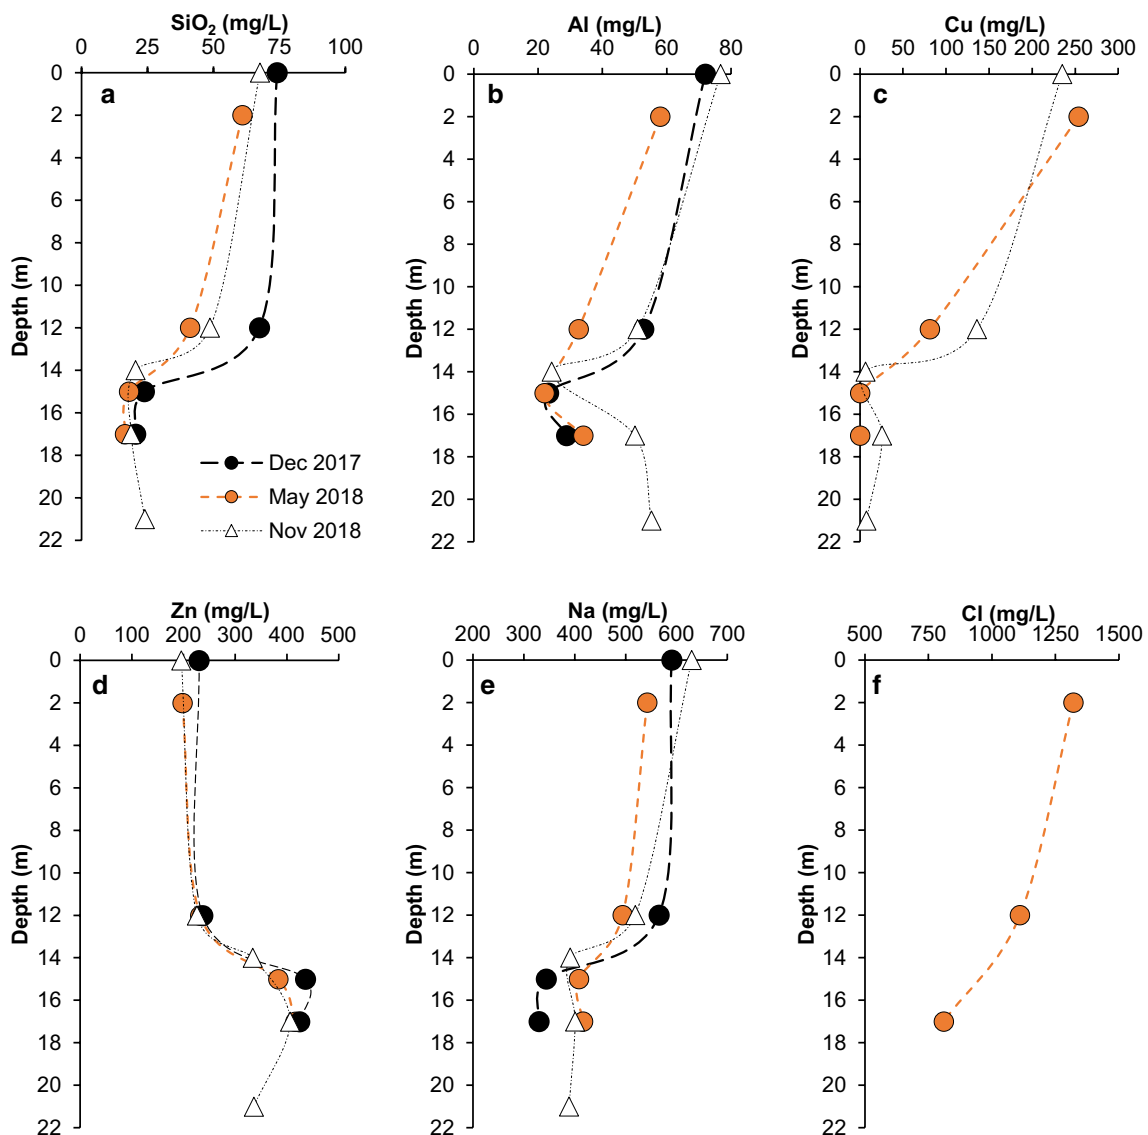 SiO₂ (mg/L)
0 25 50 75 100
a
Depth (m)
0
2
4
6
8
10
12
14
16
18
20
22
Dec 2017
May 2018
Nov 2018
Al (mg/L)
0 20 40 60 80
b
Depth (m)
0
2
4
6
8
10
12
14
16
18
20
22
Cu (mg/L)
0 50 100 150 200 250 300
c
Depth (m)
0
2
4
6
8
10
12
14
16
18
20
22
Zn (mg/L)
0 100 200 300 400 500
d
Depth (m)
0
2
4
6
8
10
12
14
16
18
20
22
Na (mg/L)
200 300 400 500 600 700
e
Depth (m)
0
2
4
6
8
10
12
14
16
18
20
22
Cl (mg/L)
500 750 1000 1250 1500
f
Depth (m)
0
2
4
6
8
10
12
14
16
18
20
22